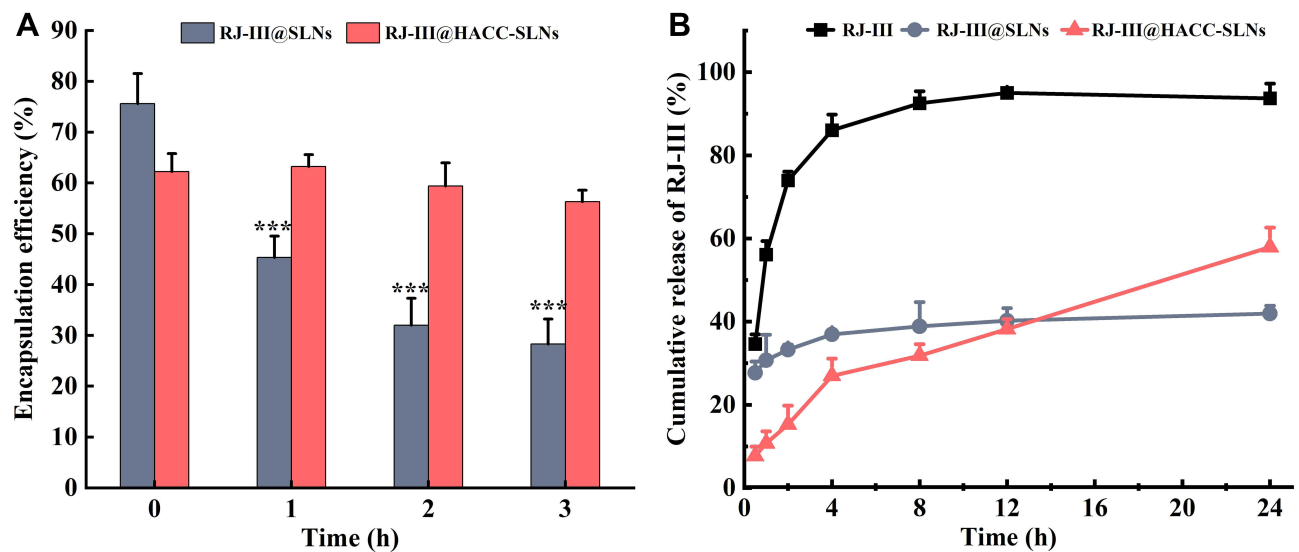 A
RJ-III@SLNs RJ-III@HACC-SLNs
Encapsulation efficiency (%)
90
80
70
60
50
40
30
20
10
0
***
***
***
0 1 2 3
Time (h)
B
RJ-III RJ-III@SLNs RJ-III@HACC-SLNs
Cumulative release of RJ-III (%)
100
80
60
40
20
0
0 4 8 12 16 20 24
Time (h)